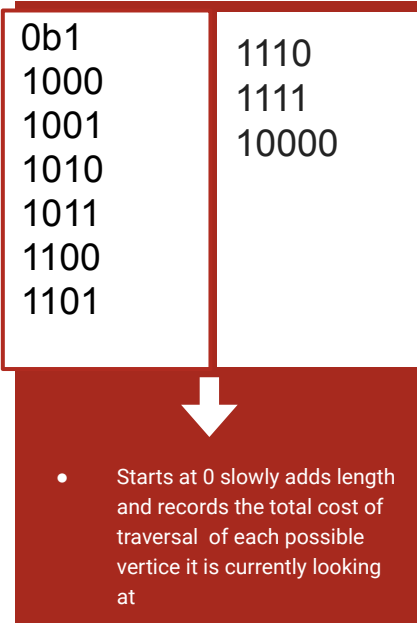 0b1
1000
1001
1010
1011
1100
1101
1110
1111
10000
● Starts at 0 slowly adds length
and records the total cost of
traversal of each possible
vertice it is currently looking
at